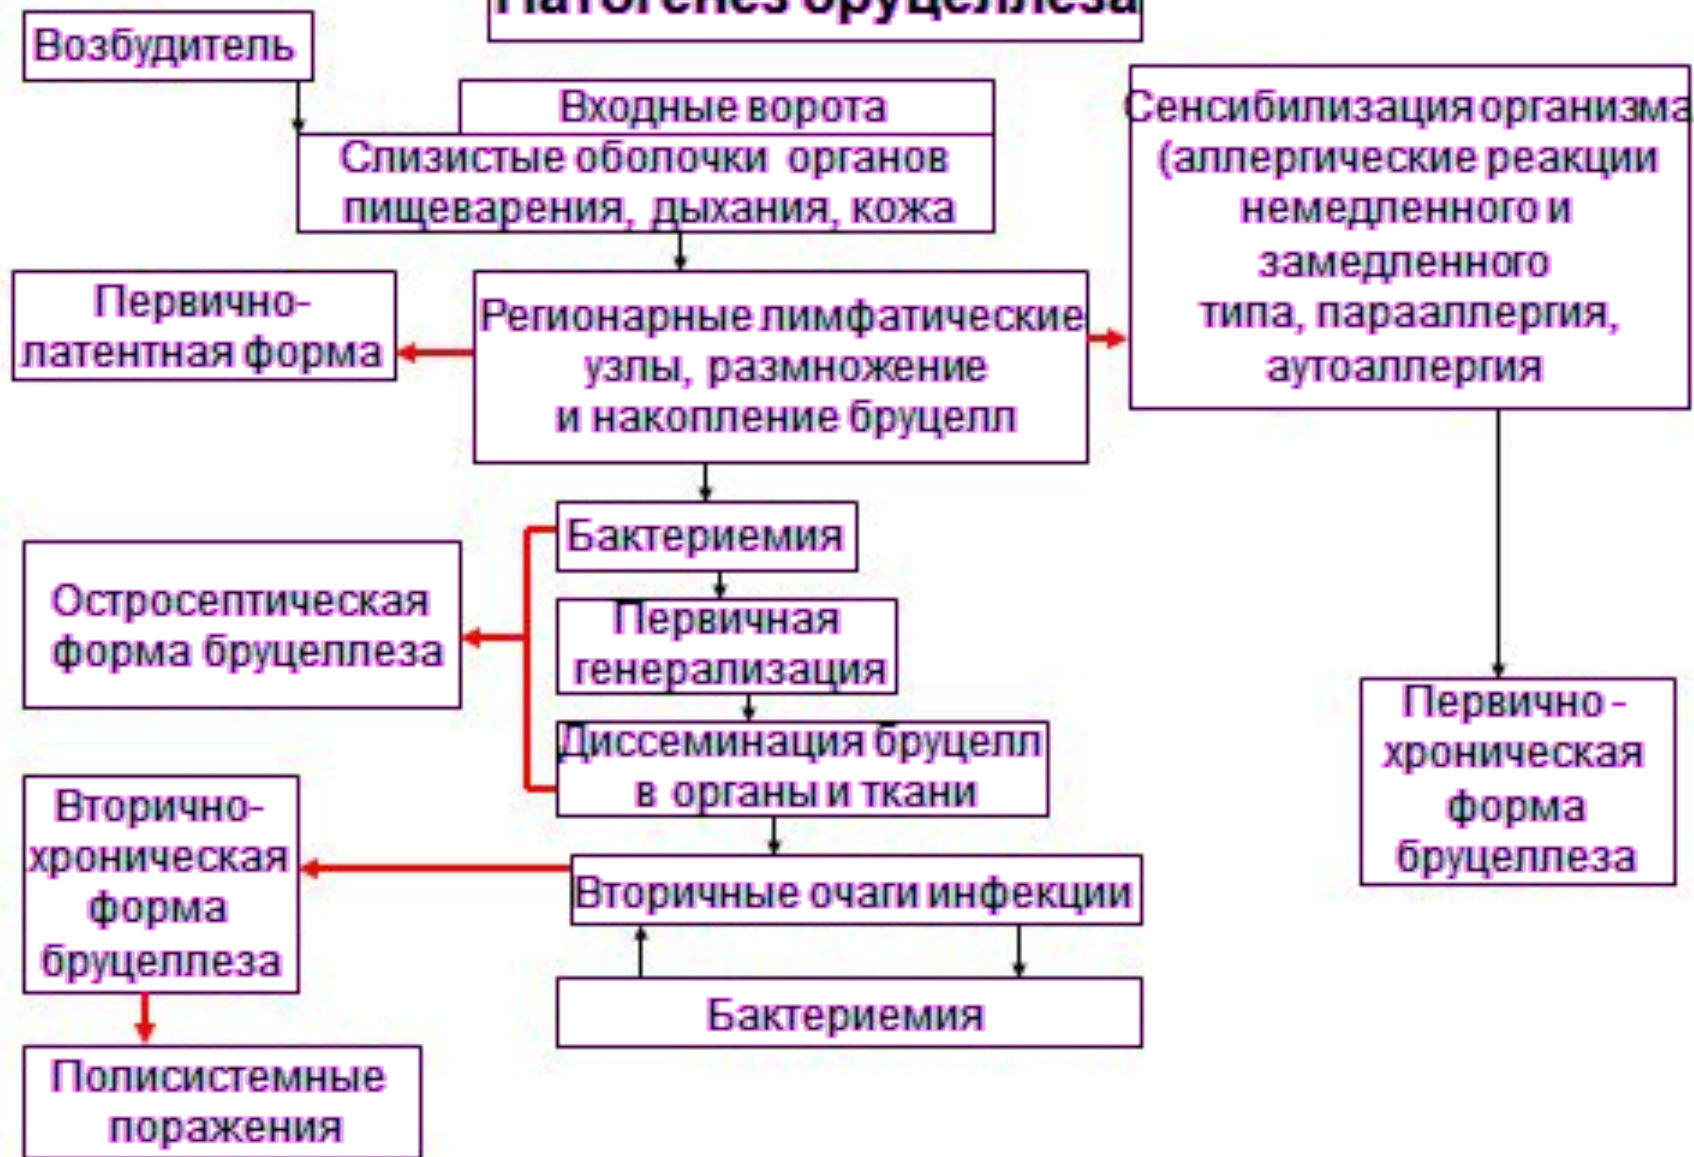 Патогенез бруцеллеза
Возбудитель
Входные ворота
Слизистые оболочки органов
пищеварения, дыхания, кожа
Сенсибилизация организма
(аллергические реакции
немедленного и
замедленного
типа, парааллергия,
аутоаллергия
Первично-
латентная форма
Регионарные лимфатические
узлы, размножение
и накопление бруцелл
Бактериемия
Остросептическая
форма бруцеллеза
Первичная
генерализация
Диссеминация бруцелл
в органы и ткани
Первично -
хроническая
форма
бруцеллеза
Вторично-
хроническая
форма
бруцеллеза
Вторичные очаги инфекции
Бактериемия
Полисистемные
поражения